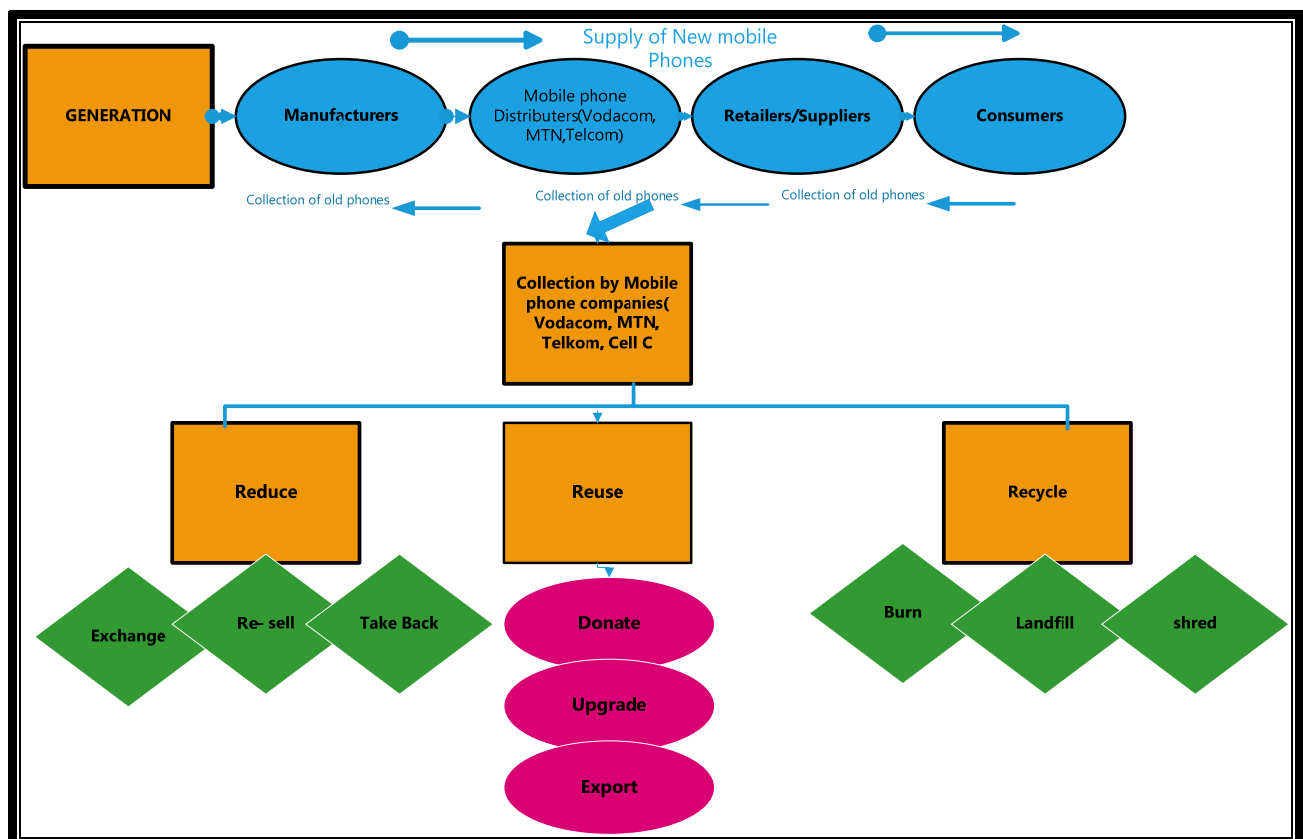 Supply of New mobile
Phones
GENERATION
Manufacturers
Mobile phone
Distributers(Vodacom,
MTN,Telcom)
Retailers/Suppliers
Consumers
Collection of old phones
Collection of old phones
Collection of old phones
Collection by Mobile
phone companies(
Vodacom, MTN,
Telkom, Cell C
Reduce
Reuse
Recycle
Exchange
Re- sell
Take Back
Donate
Upgrade
Export
Burn
Landfill
shred